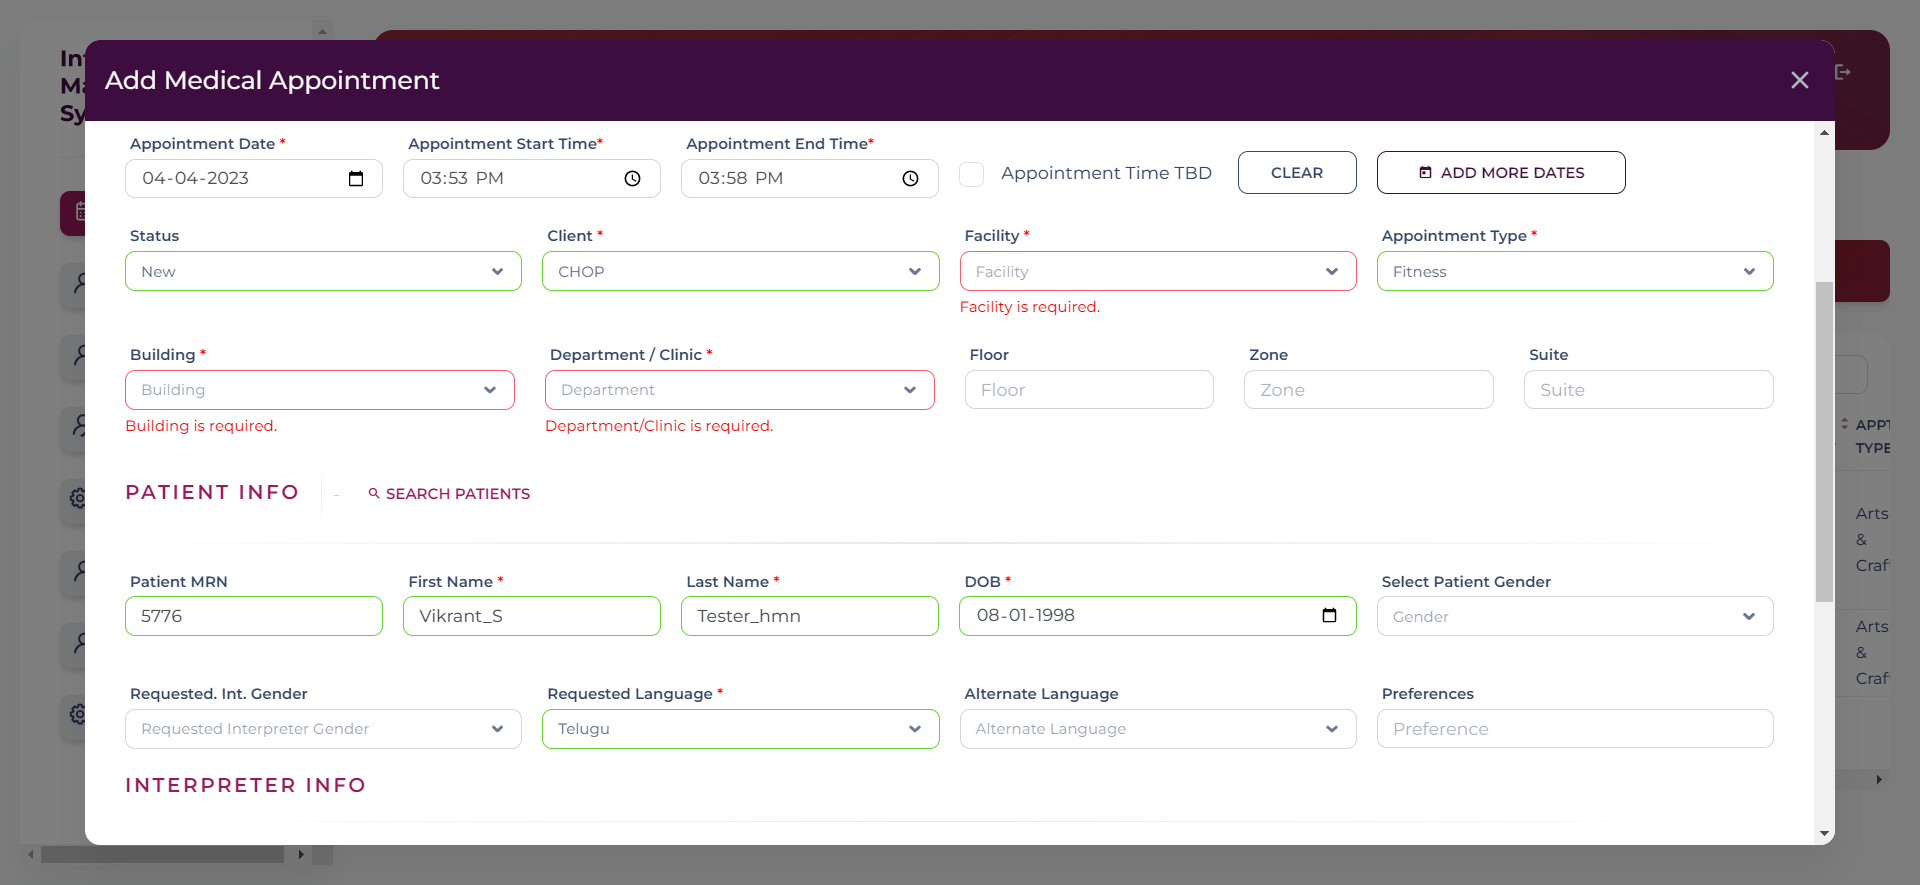 Add Medical Appointment
Appointment Date *
Appointment Start Time*
Appointment End Time*
04-04-2023
03:53 PM
03:58 PM
Appointment Time TBD
CLEAR
ADD MORE DATES
Status
Client *
Facility *
Appointment Type *
New
CHOP
Facility
Fitness
Facility is required.
Building *
Department / Clinic *
Floor
Zone
Suite
Building
Department
Floor
Zone
Suite
Building is required.
Department/Clinic is required.
APPT
TYPE
PATIENT INFO
-
SEARCH PATIENTS
Arts
&
Craf
Patient MRN
First Name *
Last Name *
DOB *
Select Patient Gender
5776
Vikrant_S
Tester_hmn
08-01-1998
Gender
Arts
&
Craf
Requested. Int. Gender
Requested Language *
Alternate Language
Preferences
Requested Interpreter Gender
Telugu
Alternate Language
Preference
INTERPRETER INFO